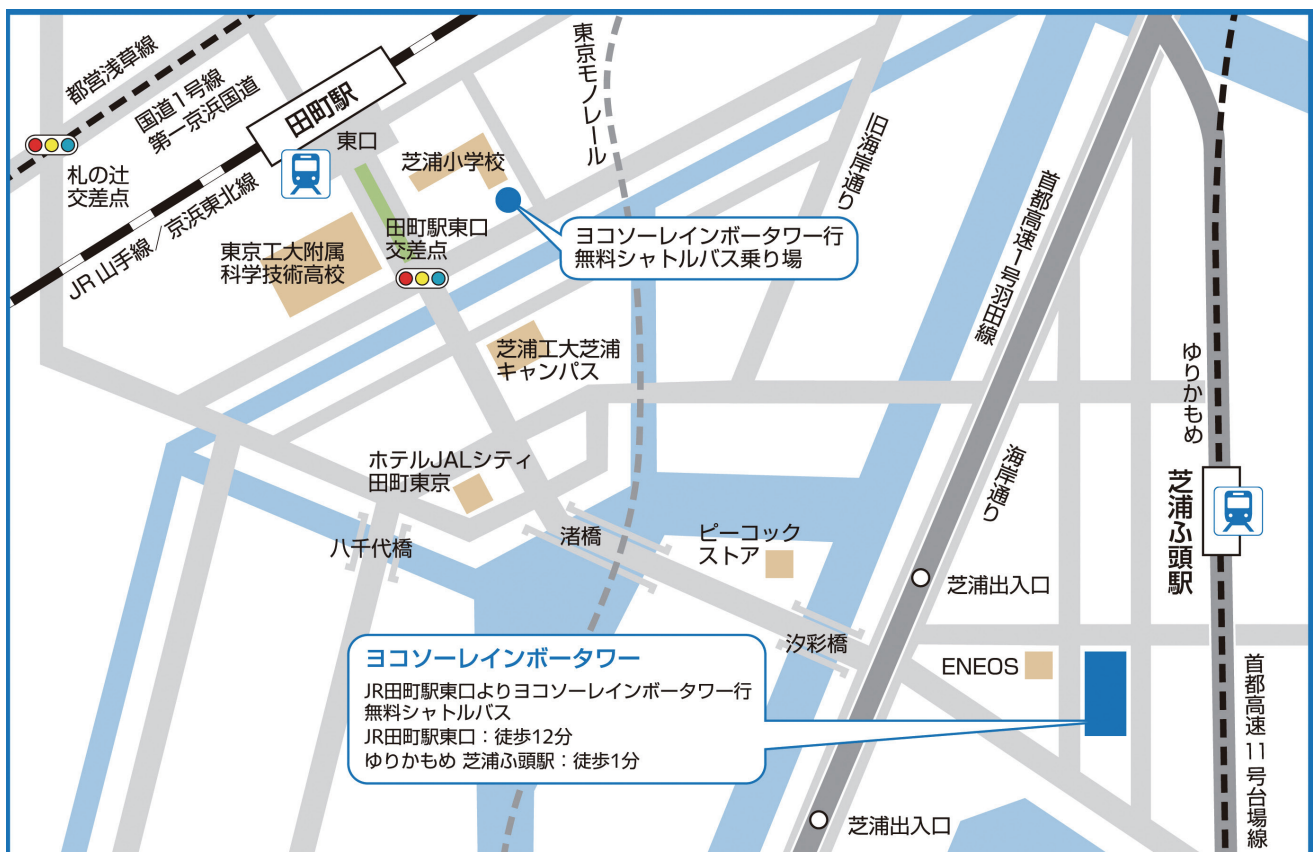 都営浅草線
国道1号線
第一京浜国道
田町駅
東口
札の辻
交差点
JR 山手線／京浜東北線
芝浦小学校
東京モノレール
旧海岸通り
首都高速1号羽田線
ヨコソーレインボータワー行
無料シャトルバス乗り場
田町駅東口
交差点
東京工大附属
科学技術高校
芝浦工大芝浦
キャンパス
ゆりかもめ
ホテルJALシティ
田町東京
海岸通り
芝浦ふ頭駅
八千代橋
渚橋
ピーコック
ストア
芝浦出入口
汐彩橋
ENEOS
ヨコソーレインボータワー
JR田町駅東口よりヨコソーレインボータワー行
無料シャトルバス
JR田町駅東口：徒歩12分
ゆりかもめ 芝浦ふ頭駅：徒歩1分
首都高速11号台場線
芝浦出入口